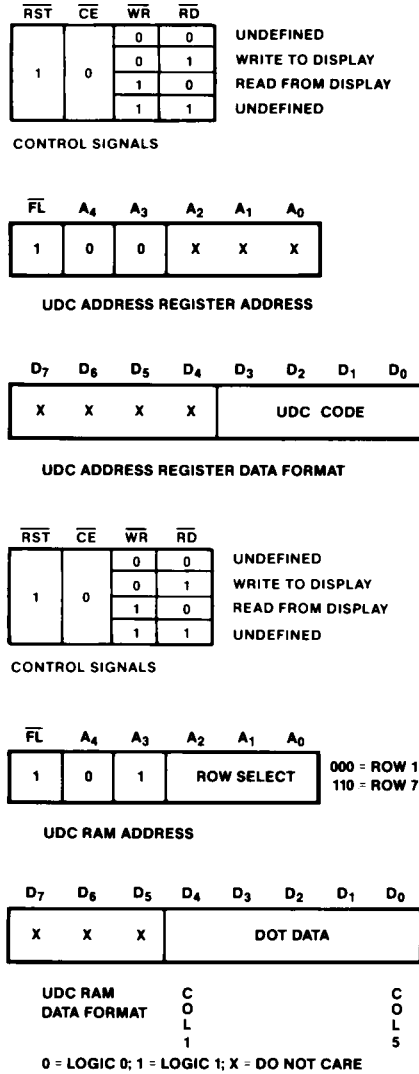 RST CE WR RD
0 0 UNDEFINED
0 1 WRITE TO DISPLAY
1 0 1 0 READ FROM DISPLAY
1 1 UNDEFINED
CONTROL SIGNALS
FL A4 A3 A2 A1 A0
1 0 0 X X X
UDC ADDRESS REGISTER ADDRESS
D7 D6 D5 D4 D3 D2 D1 D0
X X X X UDC CODE
UDC ADDRESS REGISTER DATA FORMAT
RST CE WR RD
0 0 UNDEFINED
0 1 WRITE TO DISPLAY
1 0 1 0 READ FROM DISPLAY
1 1 UNDEFINED
CONTROL SIGNALS
FL A4 A3 A2 A1 A0
1 0 1 ROW SELECT 000 = ROW 1
110 = ROW 7
UDC RAM ADDRESS
D7 D6 D5 D4 D3 D2 D1 D0
X X X DOT DATA
UDC RAM DATA FORMAT
COL1 COL5
0 = LOGIC 0; 1 = LOGIC 1; X = DO NOT CARE